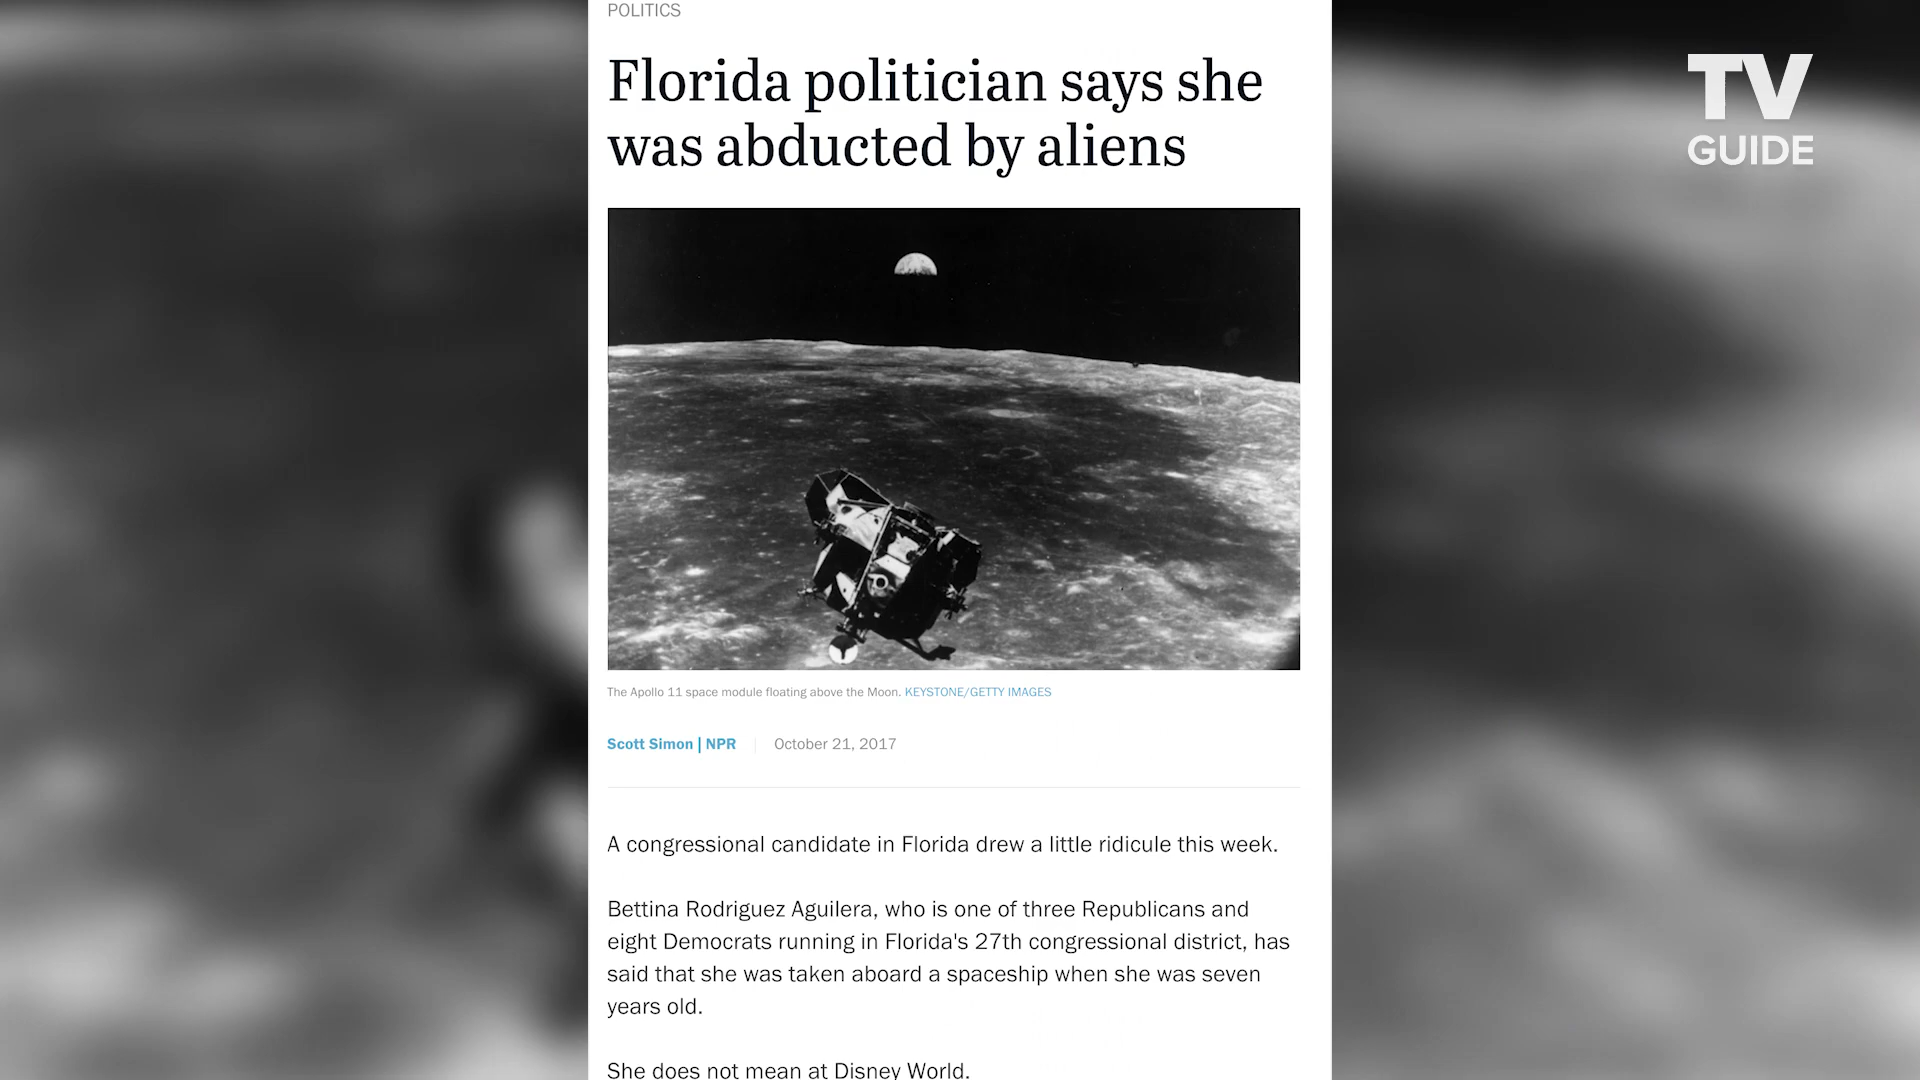 POLITICS
Florida politician says she
was abducted by aliens
TV
GUIDE
The Apollo 11 space module floating above the Moon. KEYSTONE/GETTY IMAGES
Scott Simon | NPR October 21, 2017
A congressional candidate in Florida drew a little ridicule this week.
Bettina Rodriguez Aguilera, who is one of three Republicans and
eight Democrats running in Florida's 27th congressional district, has
said that she was taken aboard a spaceship when she was seven
years old.
She does not mean at Disney World.